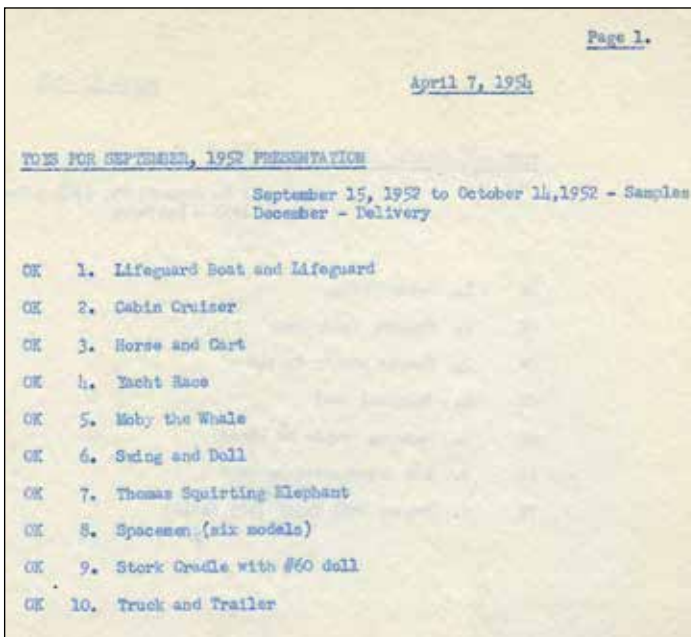 Page 1.
April 7, 1954
TOYS FOR SEPTEMBER, 1952 PRESENTATION
September 15, 1952 to October 14,1952 - Samples
December - Delivery
OK 1. Lifeguard Boat and Lifeguard
OK 2. Cabin Cruiser
OK 3. Horse and Cart
OK 4. Yacht Race
OK 5. Moby the Whale
OK 6. Swing and Doll
OK 7. Thomas Squirting Elephant
OK 8. Spacemen (six models)
OK 9. Stork Cradle with #60 doll
OK 10. Truck and Trailer